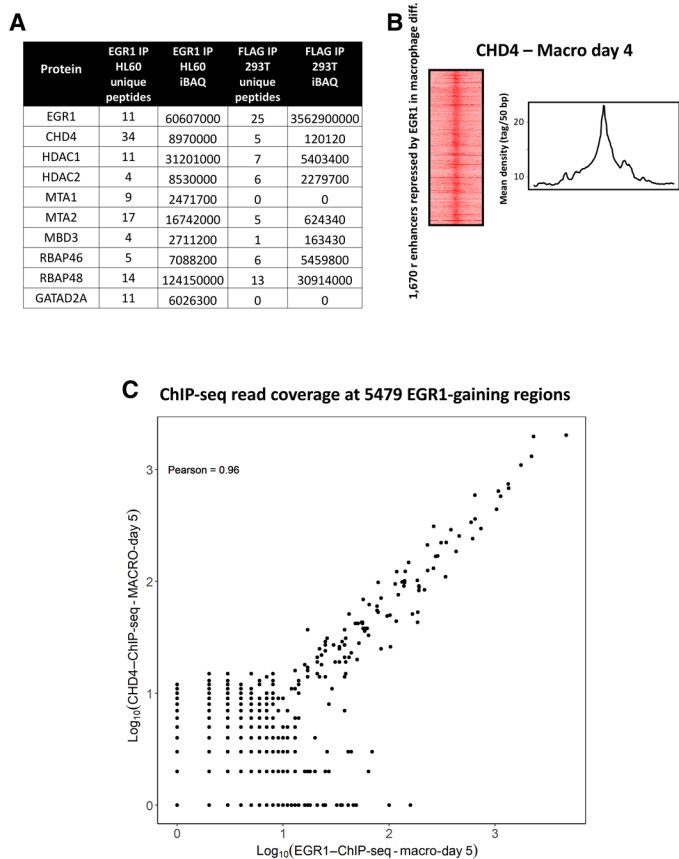 A
Protein
EGR1 IP HL60 unique peptides
EGR1 IP HL60 iBAQ
FLAG IP 293T unique peptides
FLAG IP 293T iBAQ
EGR1 11 60607000 25 3562900000
CHD4 34 8970000 5 120120
HDAC1 11 31201000 7 5403400
HDAC2 4 8530000 6 2279700
MTA1 9 2471700 0 0
MTA2 17 16742000 5 624340
MBD3 4 2711200 1 163430
RBAP46 5 7088200 6 5459800
RBAP48 14 124150000 13 30914000
GATAD2A 11 6026300 0 0
B
1,670 r enhancers repressed by EGR1 in macrophage diff.
CHD4 – Macro day 4
Mean density (tag/50 bp)
20
10
C
ChIP-seq read coverage at 5479 EGR1-gaining regions
Pearson = 0.96
Log10(CHD4–ChIP-seq - MACRO-day 5)
3
2
1
0
0 1 2 3
Log10(EGR1–ChIP-seq - macro-day 5)